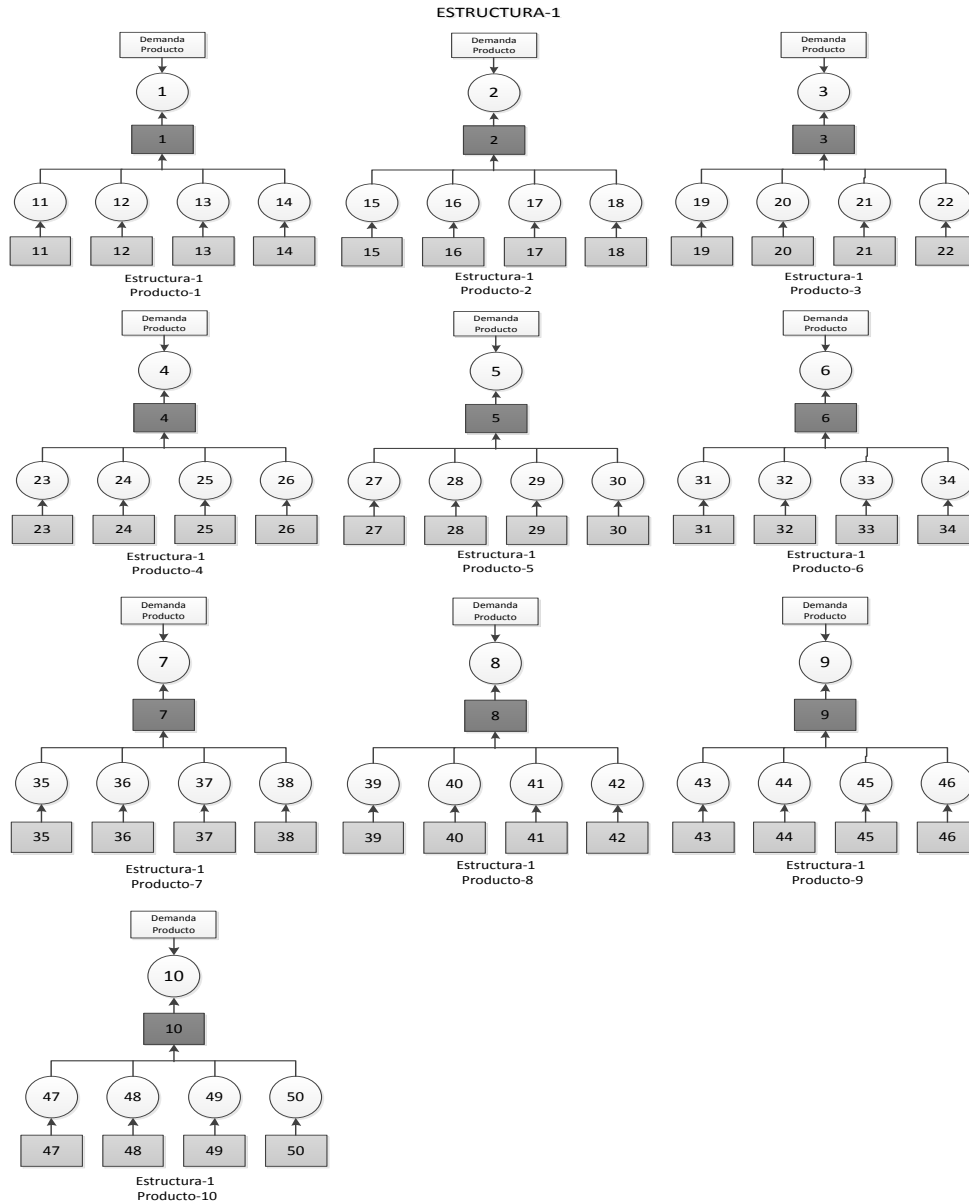 ESTRUCTURA-1
Demanda
Producto
1
1
11 12 13 14
11 12 13 14
Estructura-1
Producto-1
Demanda
Producto
2
2
15 16 17 18
15 16 17 18
Estructura-1
Producto-2
Demanda
Producto
3
3
19 20 21 22
19 20 21 22
Estructura-1
Producto-3
Demanda
Producto
4
4
23 24 25 26
23 24 25 26
Estructura-1
Producto-4
Demanda
Producto
5
5
27 28 29 30
27 28 29 30
Estructura-1
Producto-5
Demanda
Producto
6
6
31 32 33 34
31 32 33 34
Estructura-1
Producto-6
Demanda
Producto
7
7
35 36 37 38
35 36 37 38
Estructura-1
Producto-7
Demanda
Producto
8
8
39 40 41 42
39 40 41 42
Estructura-1
Producto-8
Demanda
Producto
9
9
43 44 45 46
43 44 45 46
Estructura-1
Producto-9
Demanda
Producto
10
10
47 48 49 50
47 48 49 50
Estructura-1
Producto-10